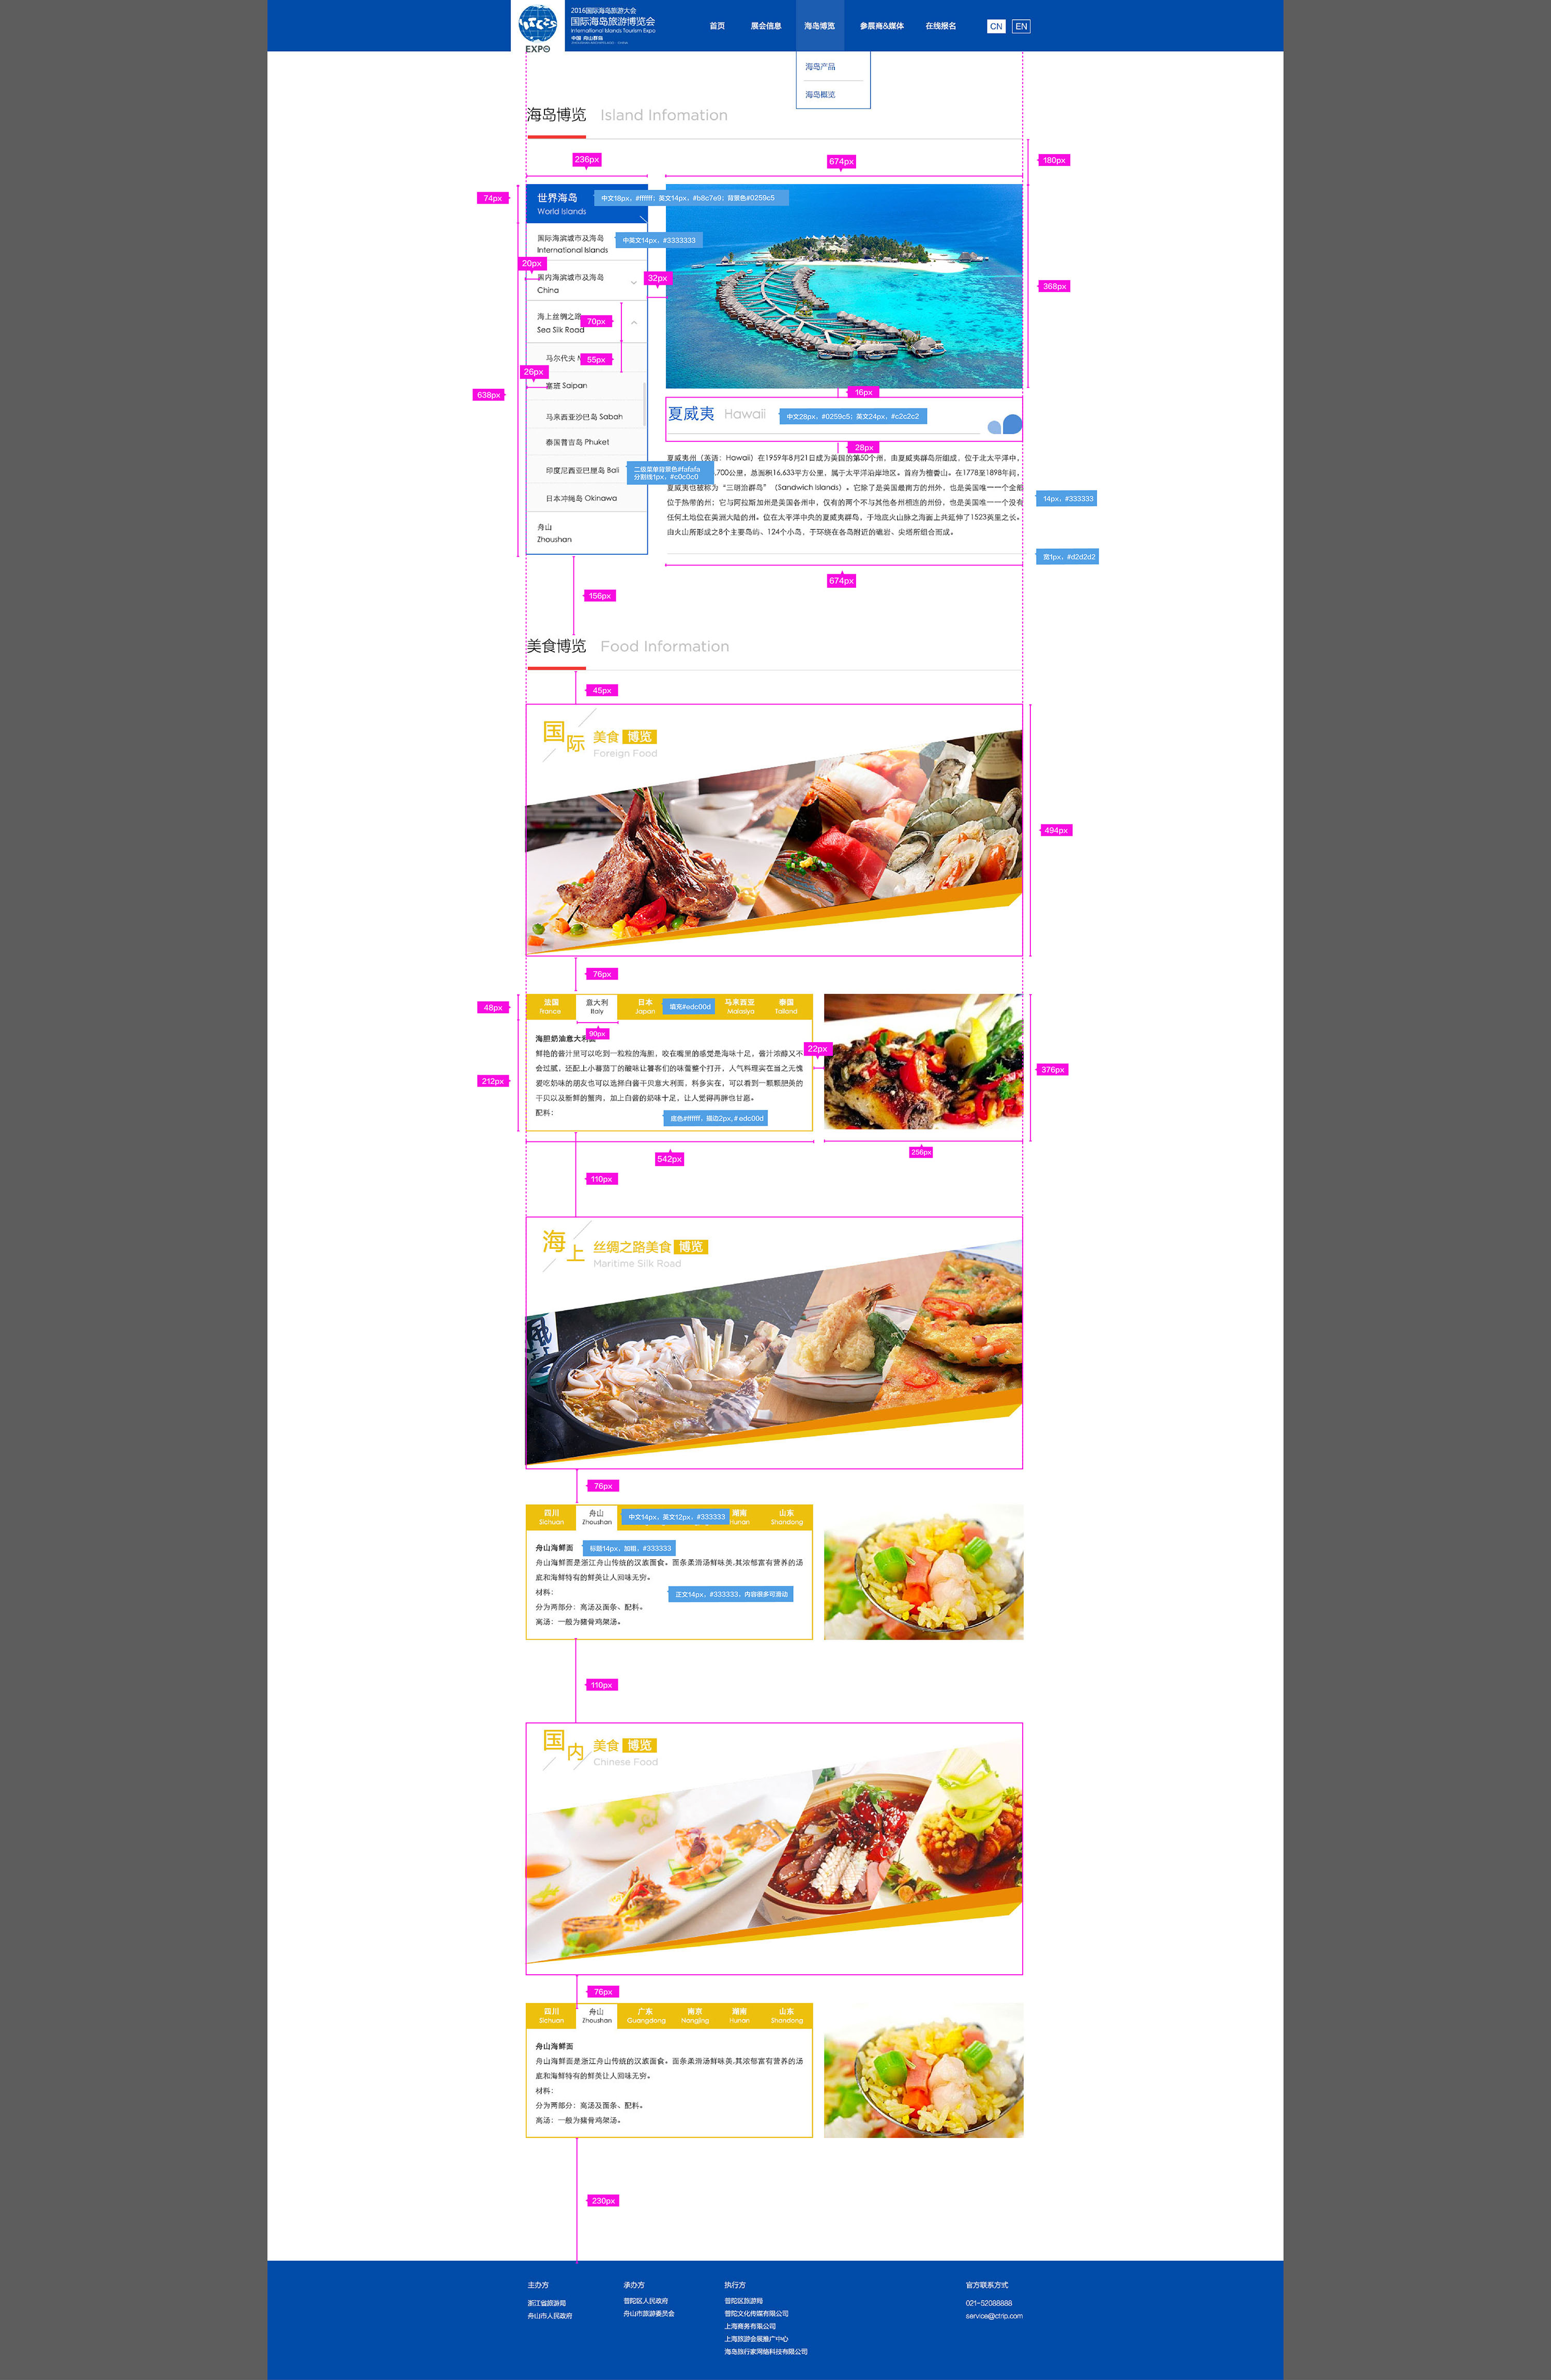 2016国际海岛旅游大会
国际海岛旅游博览会
International Islands Tourism Expo
中国 舟山群岛
EXPO
首页
展会信息
海岛博览
参展商&媒体
在线报名
CN
EN
海岛产品
海岛概览
海岛博览 Island Infomation
180px
236px
674px
74px
世界海岛
World Islands
中文18px，#ffffff；英文14px，#b8c7e9；背景色#0259c5
国际海滨城市及海岛
International Islands
中英文14px，#3333333
20px
国内海滨城市及海岛
China
32px
368px
海上丝绸之路
Sea Silk Road
70px
马尔代夫
55px
26px
塞班 Saipan
638px
马来西亚沙巴岛 Sabah
泰国普吉岛 Phuket
印度尼西亚巴厘岛 Bali
二级菜单背景色#fafafa
分割线1px，#c0c0c0
日本冲绳岛 Okinawa
舟山
Zhoushan
16px
夏威夷 Hawaii
中文28px，#0259c5；英文24px，#c2c2c2
28px
夏威夷州（英语：Hawaii）在1959年8月21日成为美国的第50个州，由夏威夷群岛所组成，位于北太平洋中，
,700公里，总面积16,633平方公里，属于太平洋沿岸地区。首府为檀香山。在1778至1898年间，
夏威夷也被称为“三明治群岛”（Sandwich Islands）。它除了是美国最南方的州外，也是美国唯一一个全部
位于热带的州；它与阿拉斯加州是美国各州中，仅有的两个不与其他各州相连的州份，也是美国唯一一个没有
任何土地位在美洲大陆的州。位在太平洋中央的夏威夷群岛，于地底火山脉之海面上共延伸了1523英里之长。
由火山所形成之8个主要岛屿、124个小岛，于环绕在各岛附近的礁岩、尖塔所组合而成。
14px，#333333
宽1px，#d2d2d2
674px
156px
美食博览 Food Information
45px
国际 美食 博览
Foreign Food
494px
76px
48px
法国
France
意大利
Italy
日本
Japan
填充#edc00d
马来西亚
Malasiya
泰国
Tailand
90px
海胆奶油意大利
鲜艳的酱汁里可以吃到一粒粒的海胆，咬在嘴里的感觉是海味十足，酱汁浓醇又不
会过腻，还配上小蕃茄丁的酸味让饕客们的味蕾整个打开，人气料理实在当之无愧
爱吃奶味的朋友也可以选择白酱干贝意大利面，料多实在，可以看到一颗颗胆美的
干贝以及新鲜的蟹肉，加上白酱的奶味十足，让人觉得再胖也甘愿。
配料：
底色#ffffff，描边2px,＃edc00d
22px
212px
376px
542px
256px
110px
海上 丝绸之路美食 博览
Maritime Silk Road
76px
四川
Sichuan
舟山
Zhoushan
中文14px，英文12px，#333333
湖南
Hunan
山东
Shandong
舟山海鲜面
标题14px，加粗，#333333
舟山海鲜面是浙江舟山传统的汉族面食。面条柔滑汤鲜味美,其浓郁富有营养的汤
底和海鲜特有的鲜美让人回味无穷。
材料：
正文14px，#333333，内容很多可滑动
分为两部分：高汤及面条、配料。
高汤：一般为猪骨鸡架汤。
110px
国内 美食 博览
Chinese Food
76px
四川
Sichuan
舟山
Zhoushan
广东
Guangdong
南京
Nangjing
湖南
Hunan
山东
Shandong
舟山海鲜面
舟山海鲜面是浙江舟山传统的汉族面食。面条柔滑汤鲜味美,其浓郁富有营养的汤
底和海鲜特有的鲜美让人回味无穷。
材料：
分为两部分：高汤及面条、配料。
高汤：一般为猪骨鸡架汤。
230px
主办方
浙江省旅游局
舟山市人民政府
承办方
普陀区人民政府
舟山市旅游委员会
执行方
普陀区旅游局
普陀文化传媒有限公司
上海商务有限公司
上海旅游会展推广中心
海岛旅行家网络科技有限公司
官方联系方式
021-52088888
service@ctrip.com